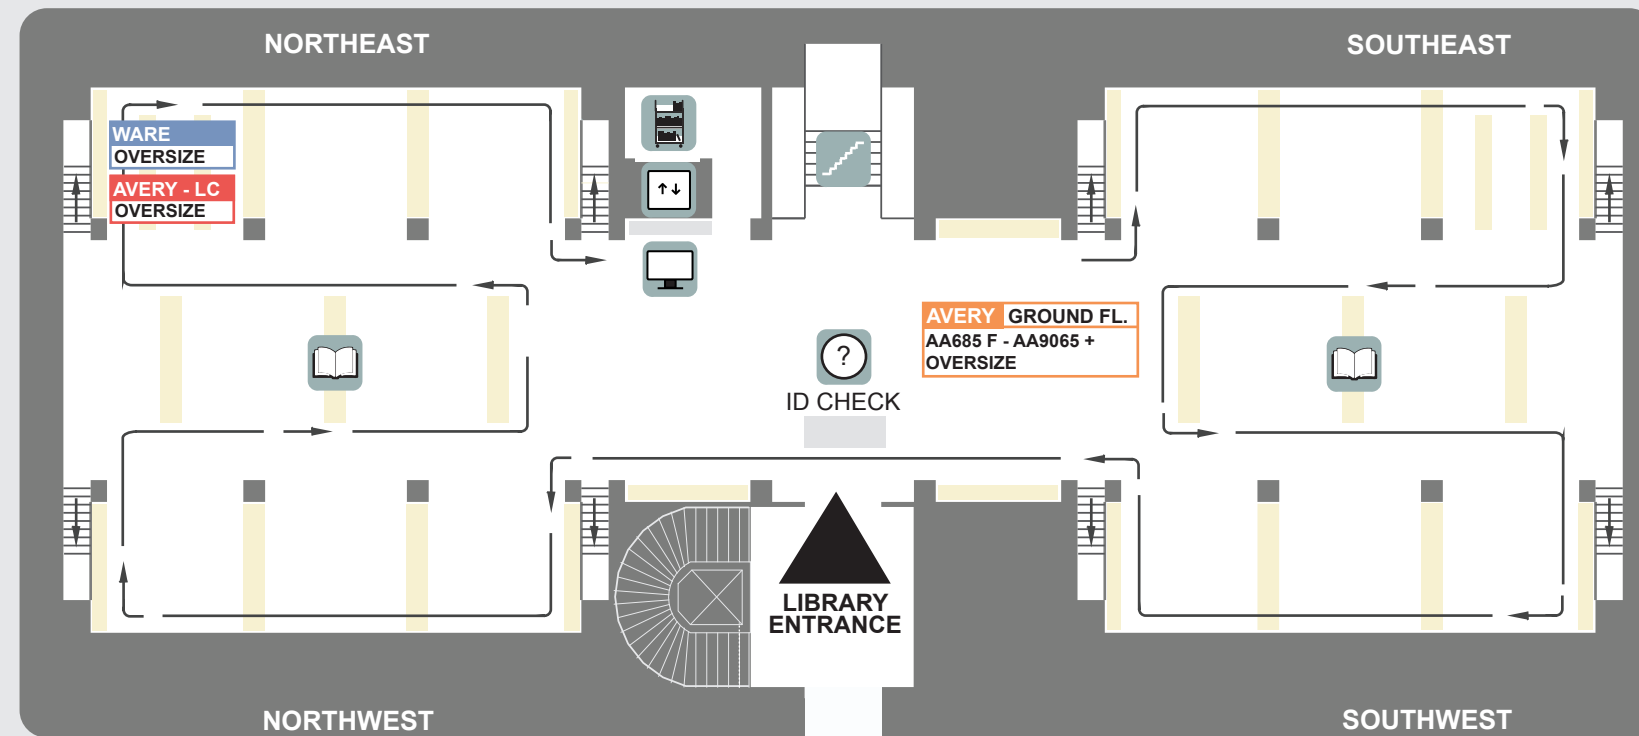 NORTHEAST
SOUTHEAST
WARE
OVERSIZE
AVERY - LC
OVERSIZE
AVERY GROUND FL.
AA685 F - AA9065 +
OVERSIZE
?
ID CHECK
LIBRARY
ENTRANCE
NORTHWEST
SOUTHWEST